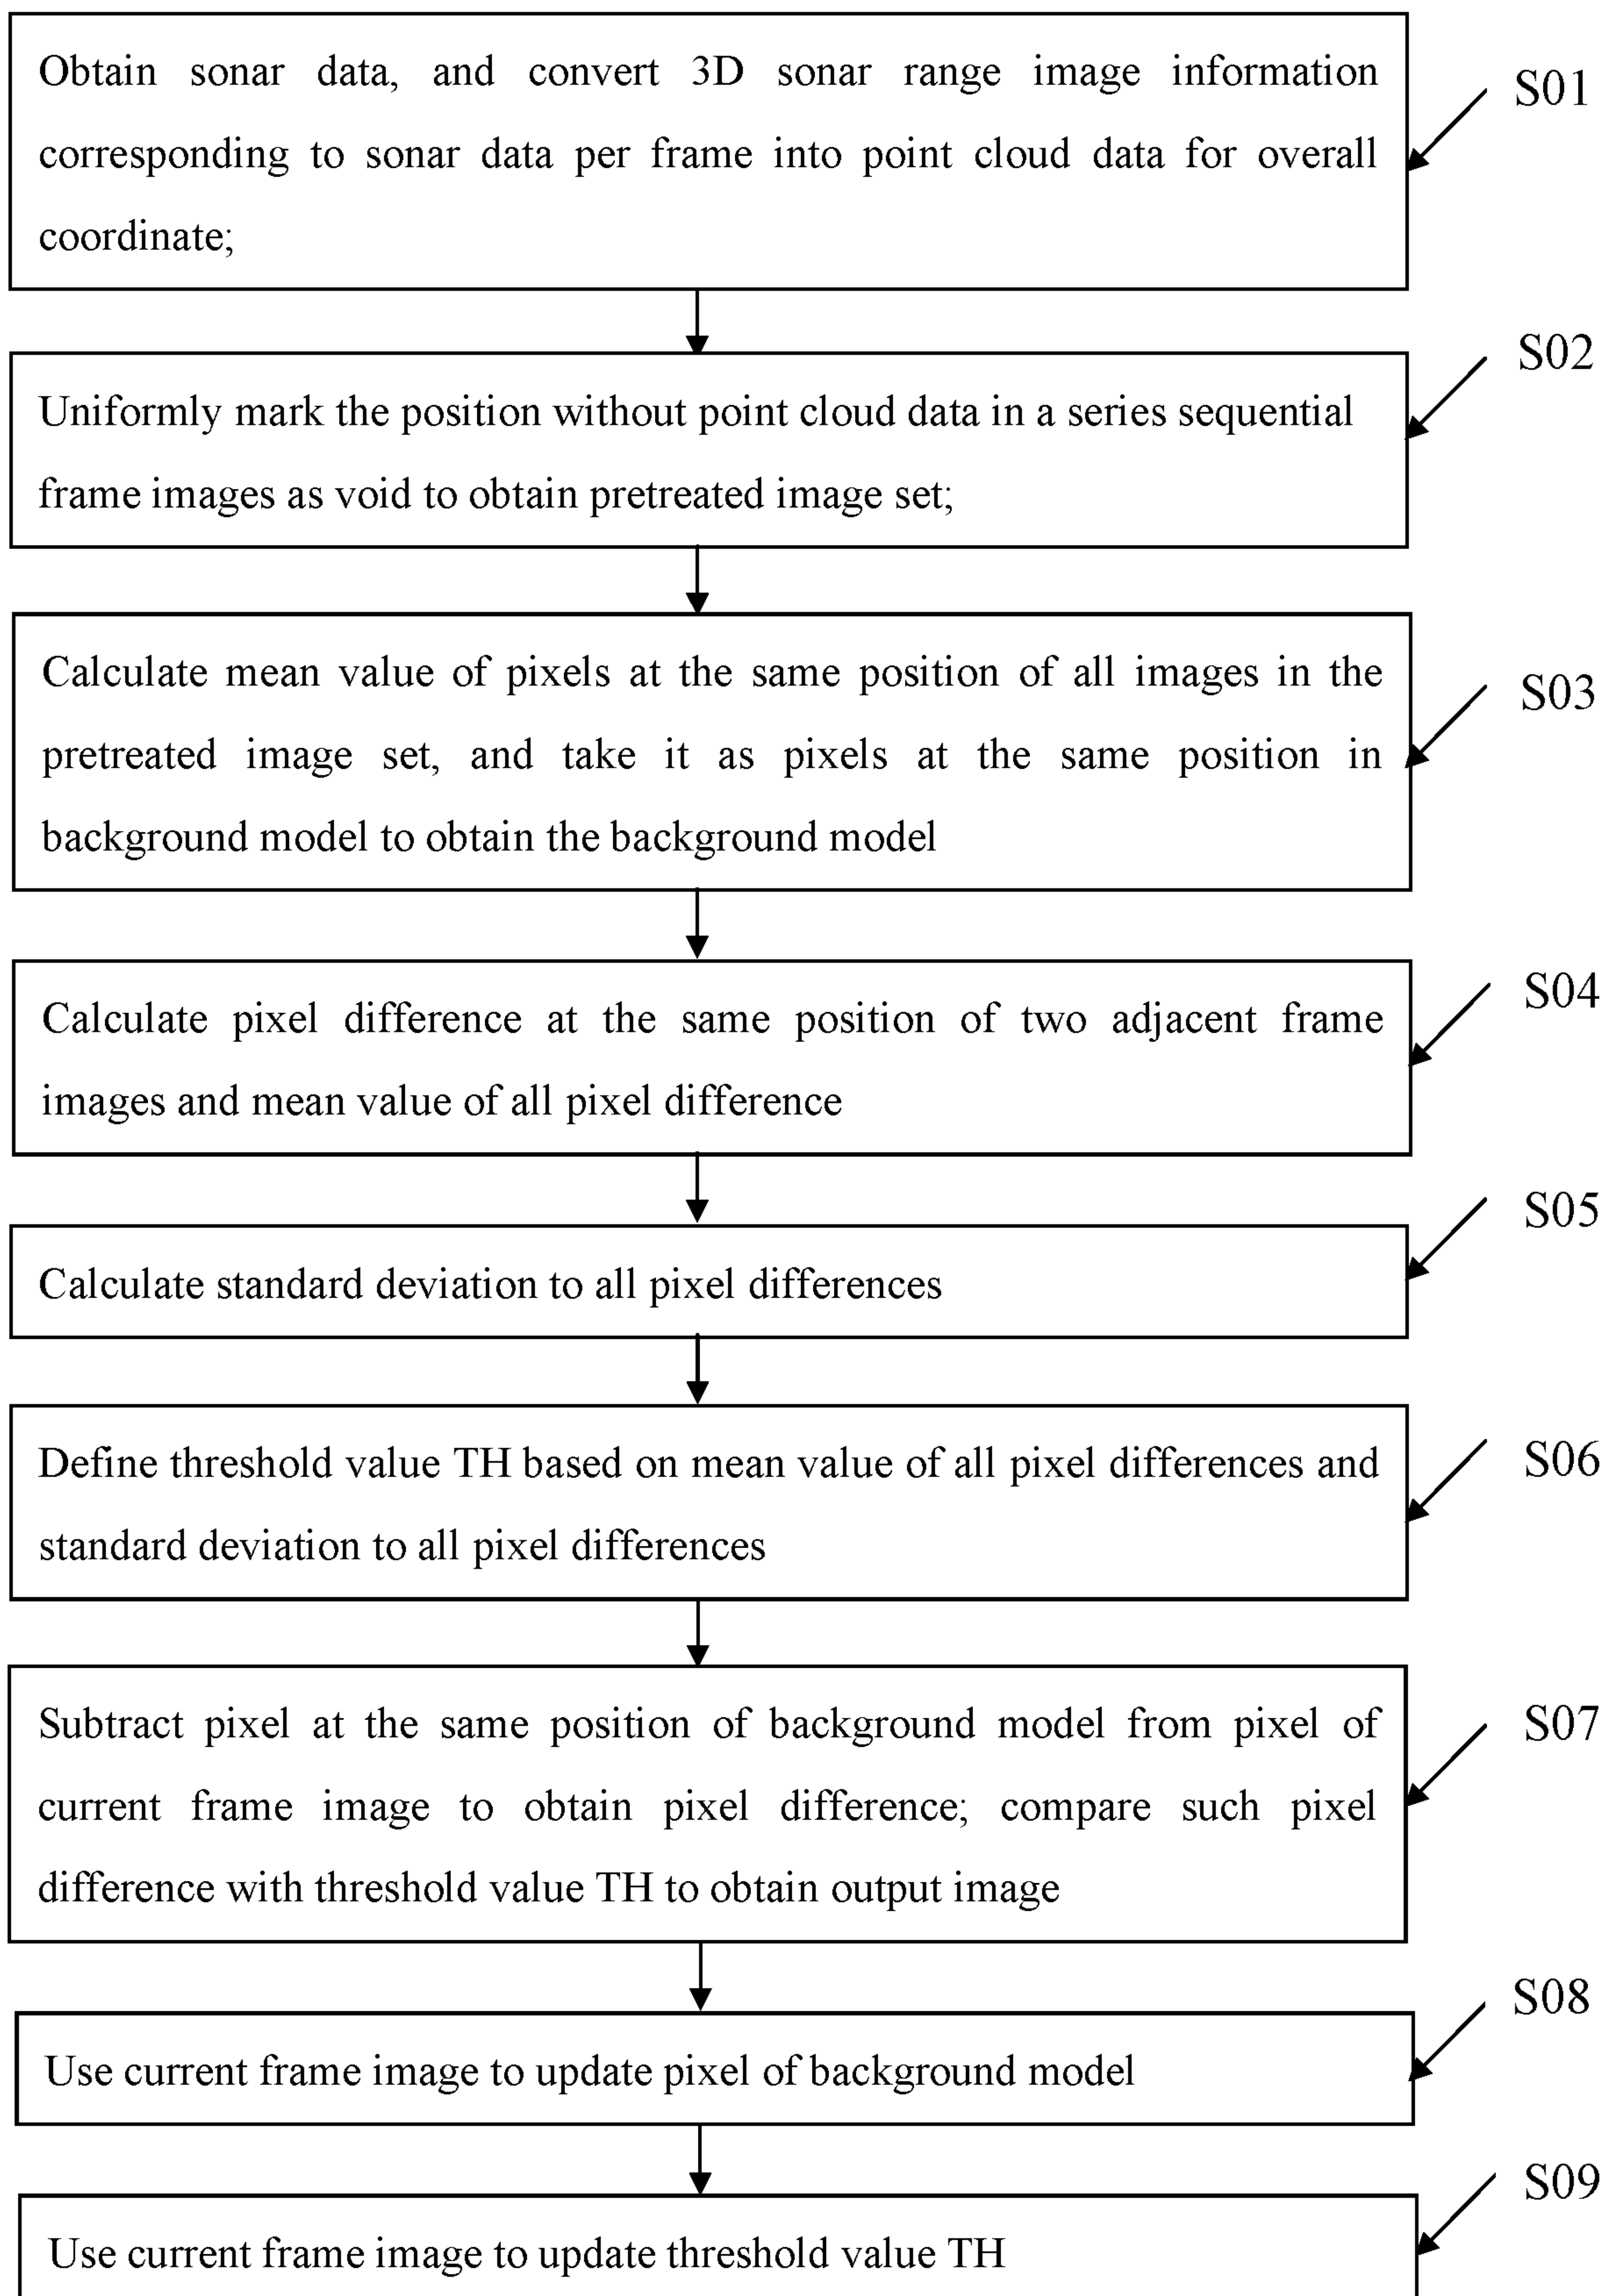 Obtain sonar data, and convert 3D sonar range image information
corresponding to sonar data per frame into point cloud data for overall
coordinate;
S01
Uniformly mark the position without point cloud data in a series sequential
frame images as void to obtain pretreated image set;
S02
Calculate mean value of pixels at the same position of all images in the
pretreated image set, and take it as pixels at the same position in
background model to obtain the background model
S03
Calculate pixel difference at the same position of two adjacent frame
images and mean value of all pixel difference
S04
Calculate standard deviation to all pixel differences
S05
Define threshold value TH based on mean value of all pixel differences and
standard deviation to all pixel differences
S06
Subtract pixel at the same position of background model from pixel of
current frame image to obtain pixel difference; compare such pixel
difference with threshold value TH to obtain output image
S07
Use current frame image to update pixel of background model
S08
Use current frame image to update threshold value TH
S09